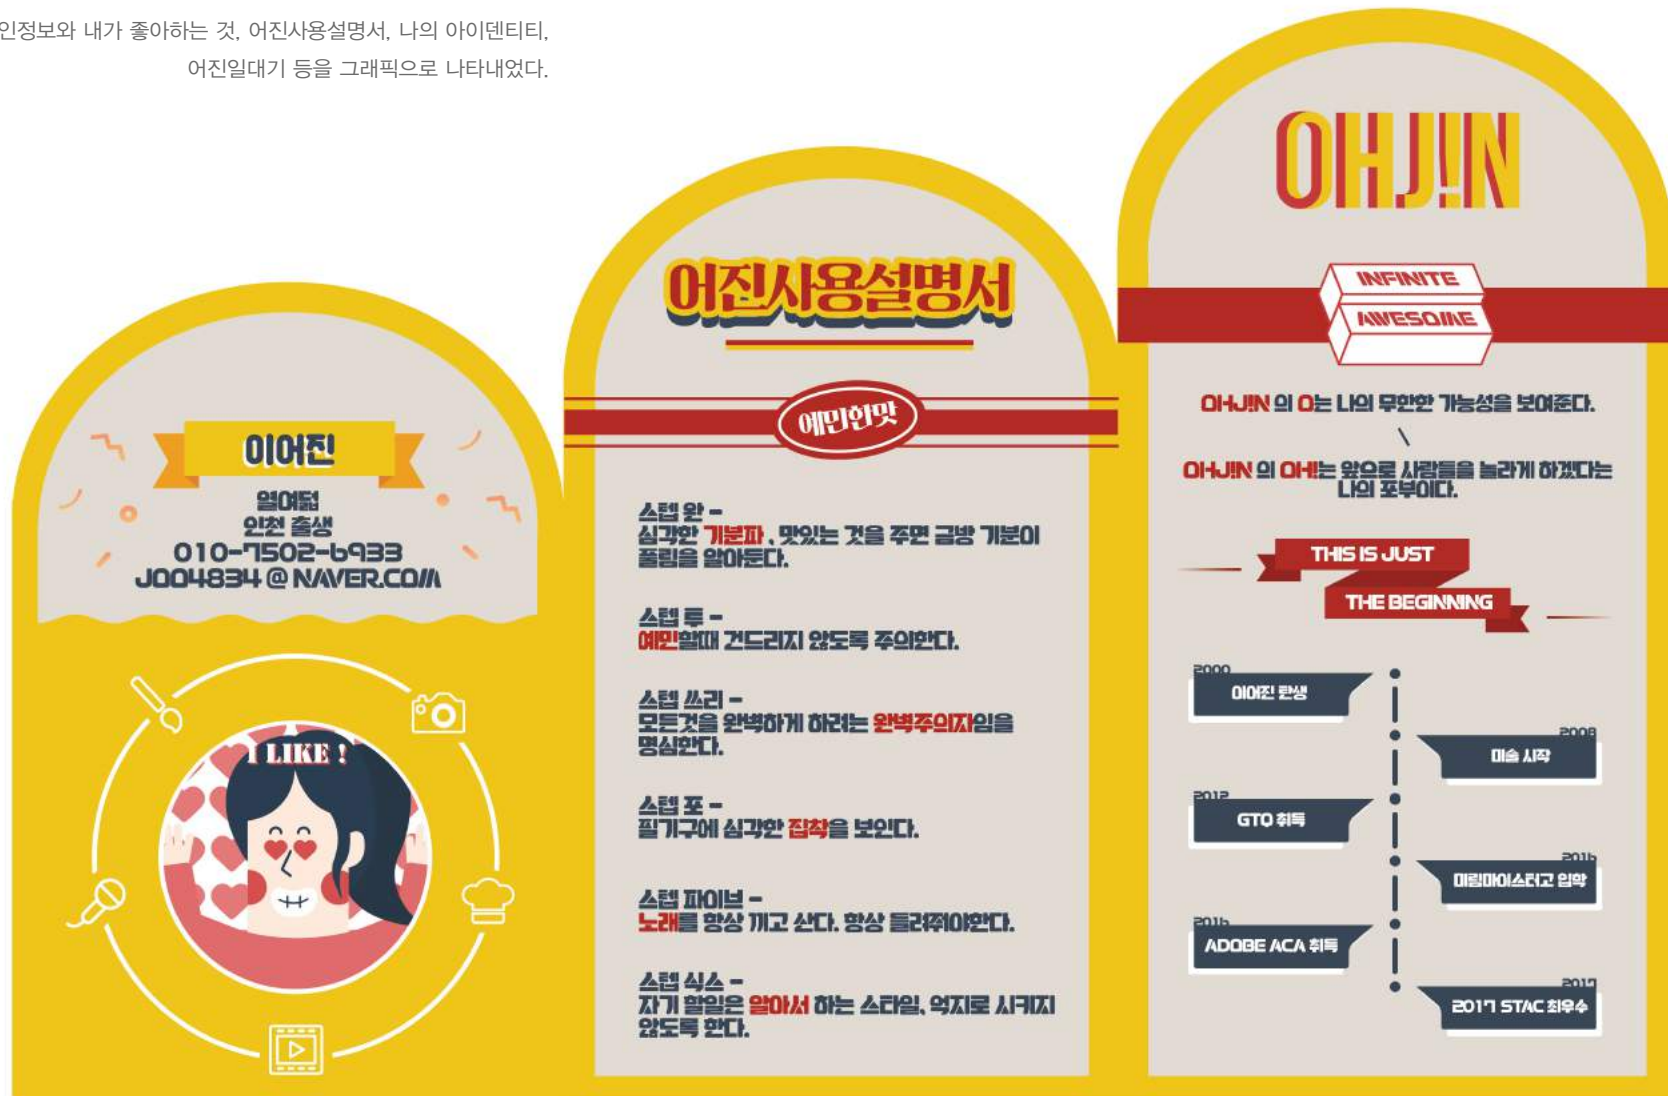 인정보와 내가 좋아하는 것, 어진사용설명서, 나의 아이덴티티,
어진일대기 등을 그래픽으로 나타내었다.
이어진
열여덟
인천 출생
010-7502-6933
JOO4834@NAVER.COM
I LIKE !
어진사용설명서
예민한맛
스텝 완 -
심각한 기분파 , 맛있는 것을 주면 금방 기분이
풀림을 알아둔다.
스텝 투 -
예민할때 건드리지 않도록 주의한다.
스텝 쓰리 -
모든것을 완벽하게 하려는 완벽주의자임을
명심한다.
스텝 포 -
필기구에 심각한 집착을 보인다.
스텝 파이브 -
노래를 항상 끼고 산다. 항상 들려줘야한다.
스텝 식스 -
자기 할일은 알아서 하는 스타일, 억지로 시키지
않도록 한다.
OHJ!N
INFINITE
AWESOME
OHJ!N 의 O는 나의 무한한 가능성을 보여준다.
OHJ!N 의 OH!는 앞으로 사람들을 놀라게 하겠다는
나의 포부이다.
THIS IS JUST
THE BEGINNING
2000
이어진 탄생
2008
미술 시작
2012
GTQ 취득
2016
미림마이스터고 입학
2016
ADOBE ACA 취득
2017
2017 STAC 최우수